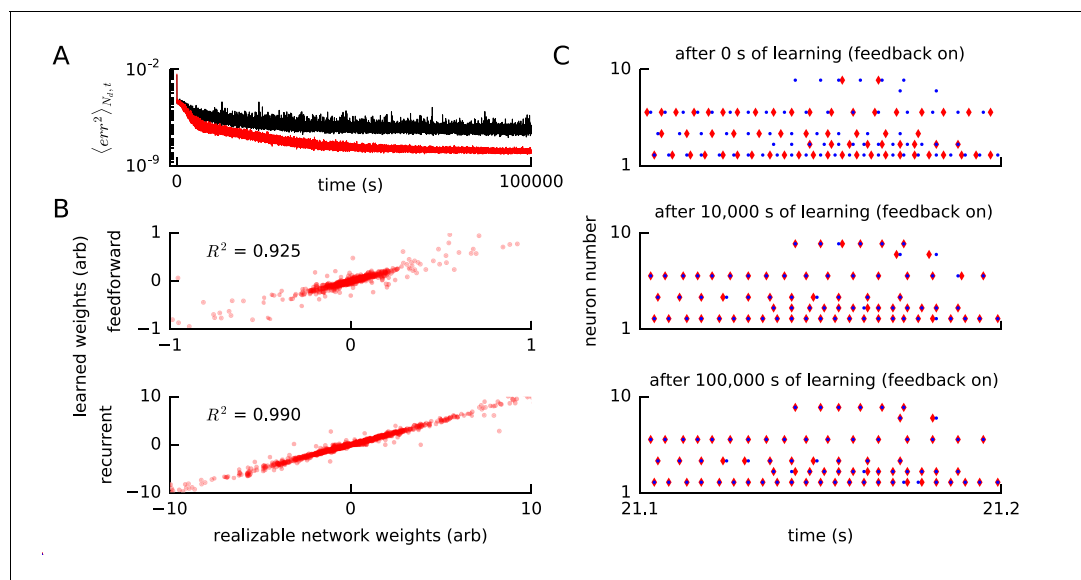 A
10⁻²
⟨err²⟩_{N_d,t}
10⁻⁹
0
100000
time (s)
B
learned weights (arb)
feedforward
1
0
−1
R² = 0.925
−1
0
1
recurrent
10
0
−10
R² = 0.990
−10
0
10
realizable network weights (arb)
C
after 0 s of learning (feedback on)
10
1
after 10,000 s of learning (feedback on)
neuron number
10
1
after 100,000 s of learning (feedback on)
10
1
21.1
21.2
time (s)